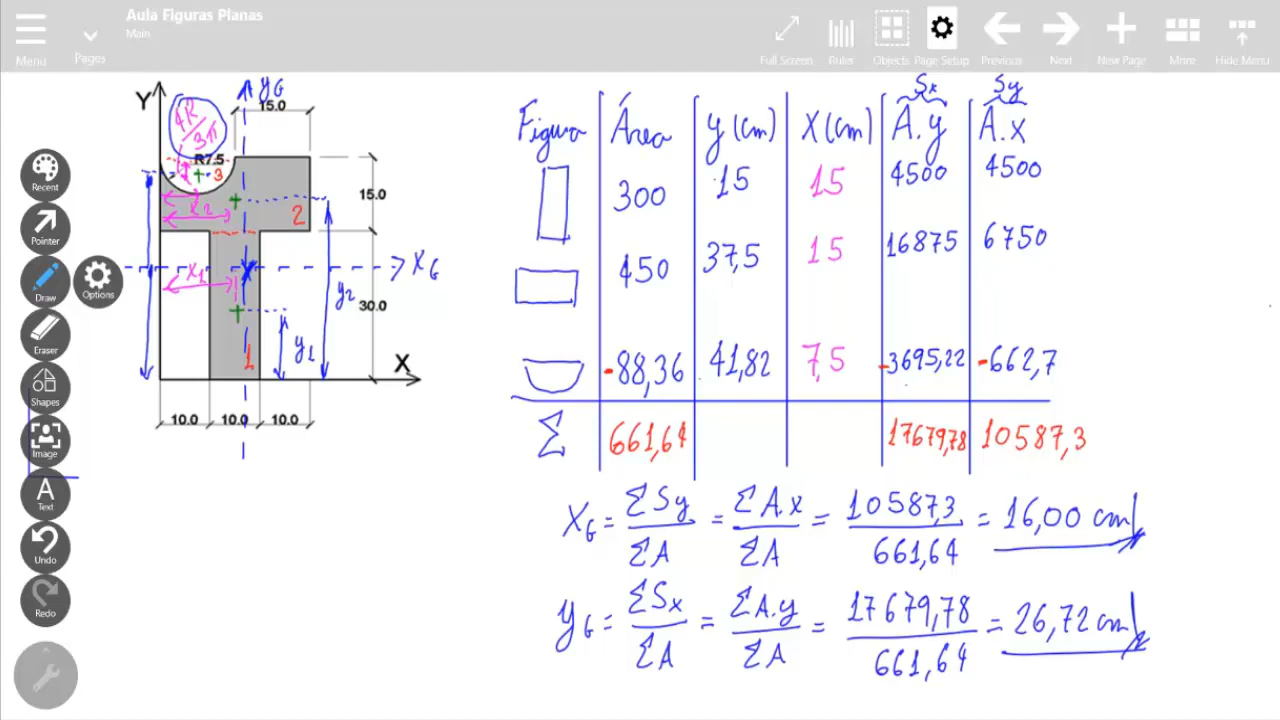 Aula Figuras Planas
Main
Menu
Pages
Full Screen
Ruler
Objects
Page Setup
Previous
Next
New Page
More
Hide Menu
Recent
Pointer
Draw
Options
Eraser
Shapes
Image
Text
Undo
Redo
Y
yG
15.0
4R/3π
R7.5
3
15.0
x2
2
XG
x1
y2
30.0
y1
1
X
10.0 10.0 10.0
Sx Sy
Figura Área y (cm) X (cm) A.y A.x
300 15 15 4500 4500
450 37,5 15 16875 6750
-88,36 41,82 7,5 -3695,22 -662,7
Σ 661,64 17679,78 10587,3
XG = ΣSy/ΣA = ΣA.x/ΣA = 10587,3/661,64 = 16,00 cm
yG = ΣSx/ΣA = ΣA.y/ΣA = 17679,78/661,64 = 26,72 cm